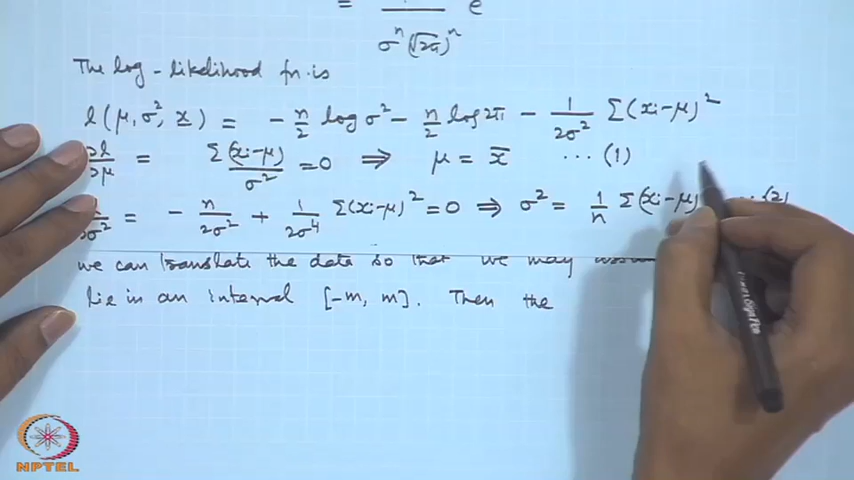 = e
σⁿ(√2π)ⁿ
The log-likelihood fn. is
l(μ, σ², x) = - n/2 log σ² - n/2 log 2π - 1/2σ² Σ(xi-μ)²
∂l/∂μ = Σ(xi-μ)/σ² = 0 ⇒ μ = x̄ ... (1)
∂σ² = - n/2σ² + 1/2σ⁴ Σ(xi-μ)² = 0 ⇒ σ² = 1/n Σ(xi-μ) (2)
we can translate the data so that we may
lie in an interval [-m, m]. Then the
NPTEL